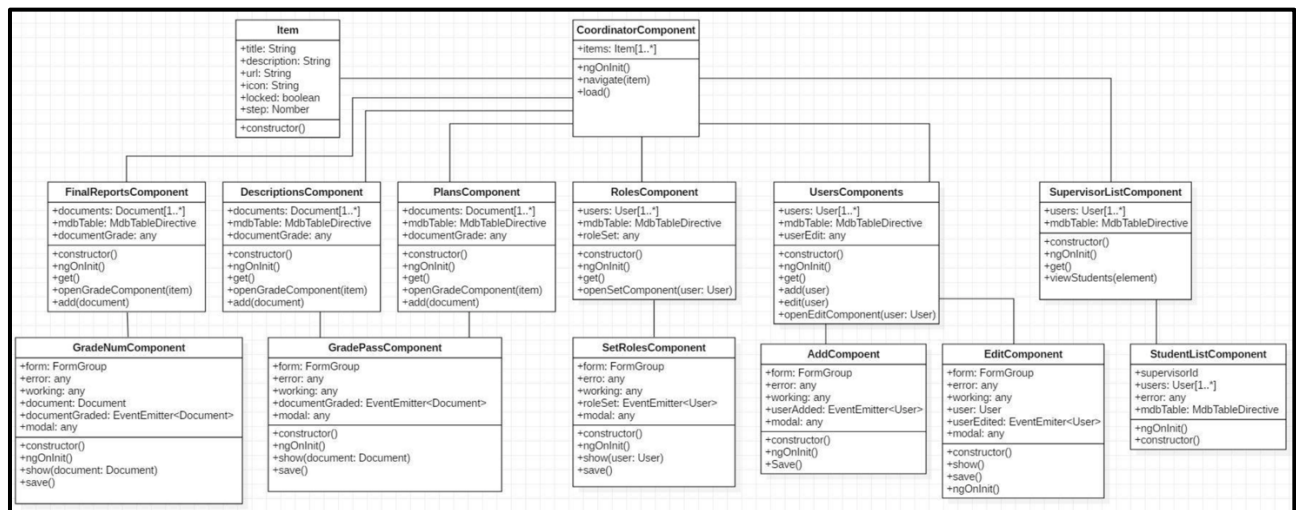 Item
+title: String
+description: String
+url: String
+icon: String
+locked: boolean
+step: Nomber
+constructor()
CoordinatorComponent
+items: Item[1..*]
+ngOnInit()
+navigate(item)
+load()
FinalReportsComponent
+documents: Document[1..*]
+mdbTable: MdbTableDirective
+documentGrade: any
+constructor()
+ngOnInit()
+get()
+openGradeComponent(item)
+add(document)
DescriptionsComponent
+documents: Document[1..*]
+mdbTable: MdbTableDirective
+documentGrade: any
+constructor()
+ngOnInit()
+get()
+openGradeComponent(item)
+add(document)
PlansComponent
+documents: Document[1..*]
+mdbTable: MdbTableDirective
+documentGrade: any
+constructor()
+ngOnInit()
+get()
+openGradeComponent(item)
+add(document)
RolesComponent
+users: User[1..*]
+mdbTable: MdbTableDirective
+roleSet: any
+constructor()
+ngOnInit()
+get()
+openSetComponent(user: User)
UsersComponents
+users: User[1..*]
+mdbTable: MdbTableDirective
+userEdit: any
+constructor()
+ngOnInit()
+get()
+add(user)
+edit(user)
+openEditComponent(user: User)
SupervisorListComponent
+users: User[1..*]
+mdbTable: MdbTableDirective
+constructor()
+ngOnInit()
+get()
+viewStudents(element)
GradeNumComponent
+form: FormGroup
+error: any
+working: any
+document: Document
+documentGraded: EventEmitter<Document>
+modal: any
+constructor()
+ngOnInit()
+show(document: Document)
+save()
GradePassComponent
+form: FormGroup
+error: any
+working: any
+documentGraded: EventEmitter<Document>
+modal: any
+constructor()
+ngOnInit()
+show(document: Document)
+save()
SetRolesComponent
+form: FormGroup
+erro: any
+working: any
+roleSet: EventEmitter<User>
+modal: any
+constructor()
+ngOnInit()
+show(user: User)
+save()
AddCompoent
+form: FormGroup
+error: any
+working: any
+userAdded: EventEmitter<User>
+modal: any
+constructor()
+ngOnInit()
+Save()
EditComponent
+form: FormGroup
+error: any
+working: any
+user: User
+userEdited: EventEmiter<User>
+modal: any
+constructor()
+show()
+save()
+ngOnInit()
StudentListComponent
+supervisorId
+users: User[1..*]
+error: any
+mdbTable: MdbTableDirective
+ngOnInit()
+constructor()